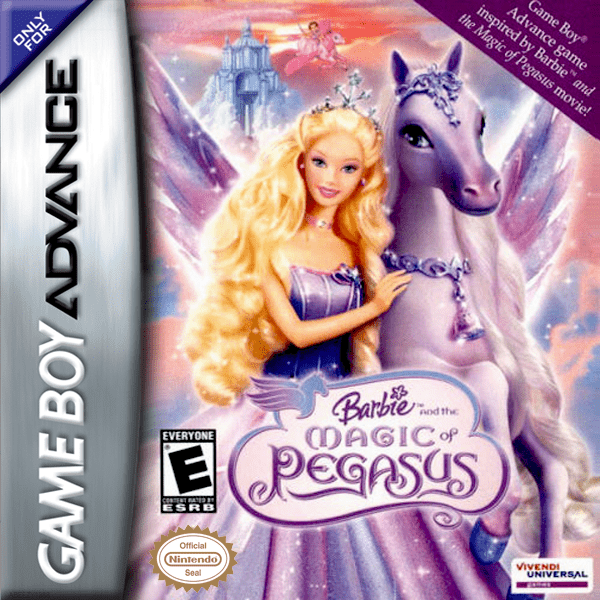 ONLY
FOR
GAME BOY ADVANCE
Game Boy®
Advance game
inspired by Barbie™ and
the Magic of Pegasus movie!
Barbie™ and the
MAGIC of
PEGASUS
EVERYONE
E
CONTENT RATED BY
ESRB
Official
Nintendo
Seal
VIVENDI
UNIVERSAL
games